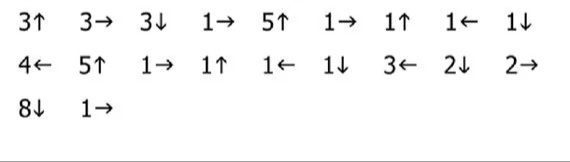 3↑ 3→ 3↓ 1→ 5↑ 1→ 1↑ 1← 1↓
4← 5↑ 1→ 1↑ 1← 1↓ 3← 2↓ 2→
8↓ 1→